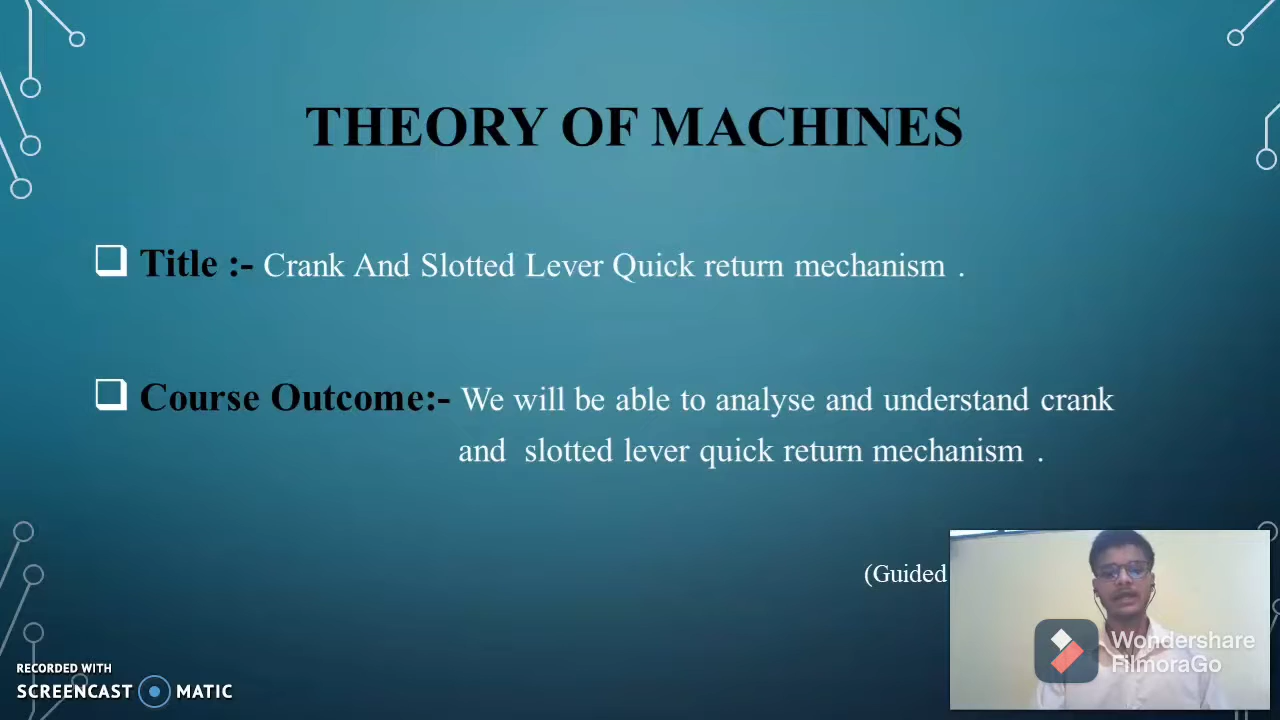 THEORY OF MACHINES
Title :- Crank And Slotted Lever Quick return mechanism .
Course Outcome:- We will be able to analyse and understand crank
and slotted lever quick return mechanism .
(Guided
RECORDED WITH
SCREENCAST MATIC
Wondershare
FilmoraGo